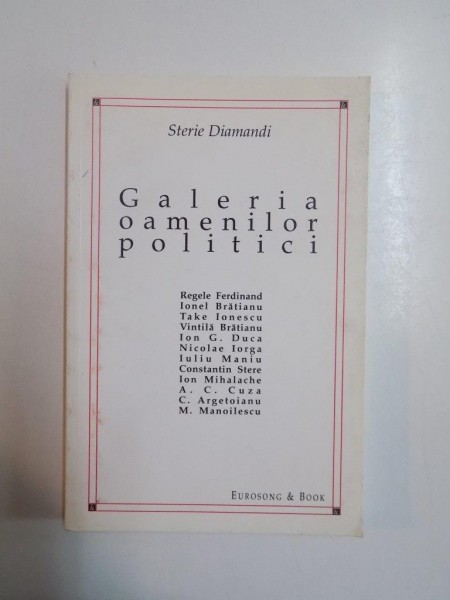 Sterie Diamandi
Galeria
oamenilor
politici
Regele Ferdinand
Ionel Brătianu
Take Ionescu
Vintilă Brătianu
Ion G. Duca
Nicolae Iorga
Iuliu Maniu
Constantin Stere
Ion Mihalache
A. C. Cuza
C. Argetoianu
M. Manoilescu
EUROSONG & BOOK